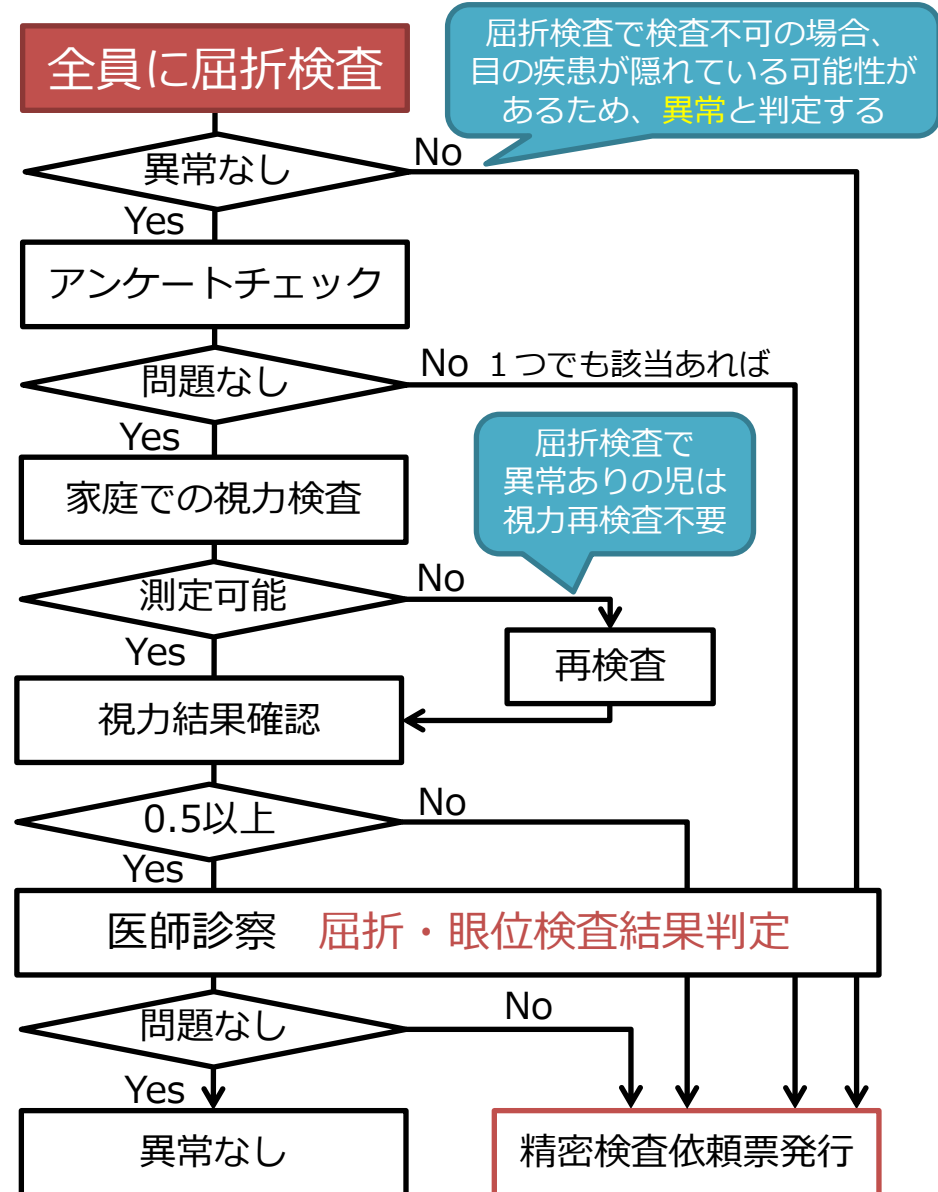 全員に屈折検査
屈折検査で検査不可の場合、
目の疾患が隠れている可能性が
あるため、異常と判定する
異常なし
No
Yes
アンケートチェック
問題なし
No １つでも該当あれば
Yes
家庭での視力検査
屈折検査で
異常ありの児は
視力再検査不要
測定可能
No
Yes
再検査
視力結果確認
0.5以上
No
Yes
医師診察　屈折・眼位検査結果判定
問題なし
No
Yes
異常なし
精密検査依頼票発行